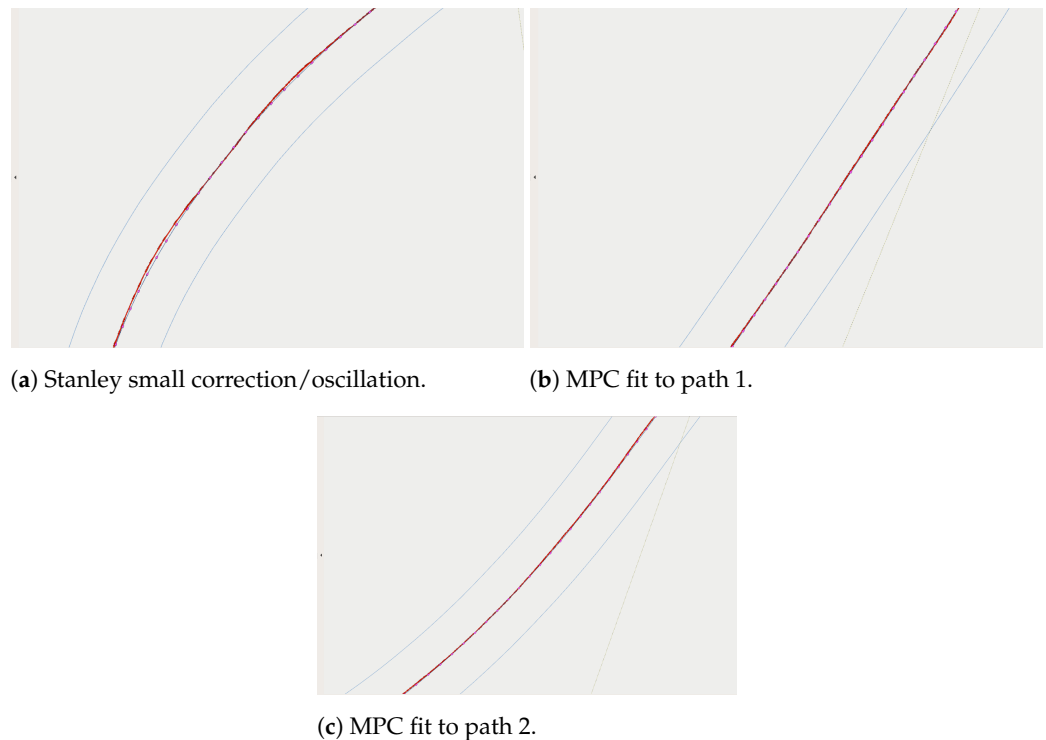 (a) Stanley small correction/oscillation.
(b) MPC fit to path 1.
(c) MPC fit to path 2.